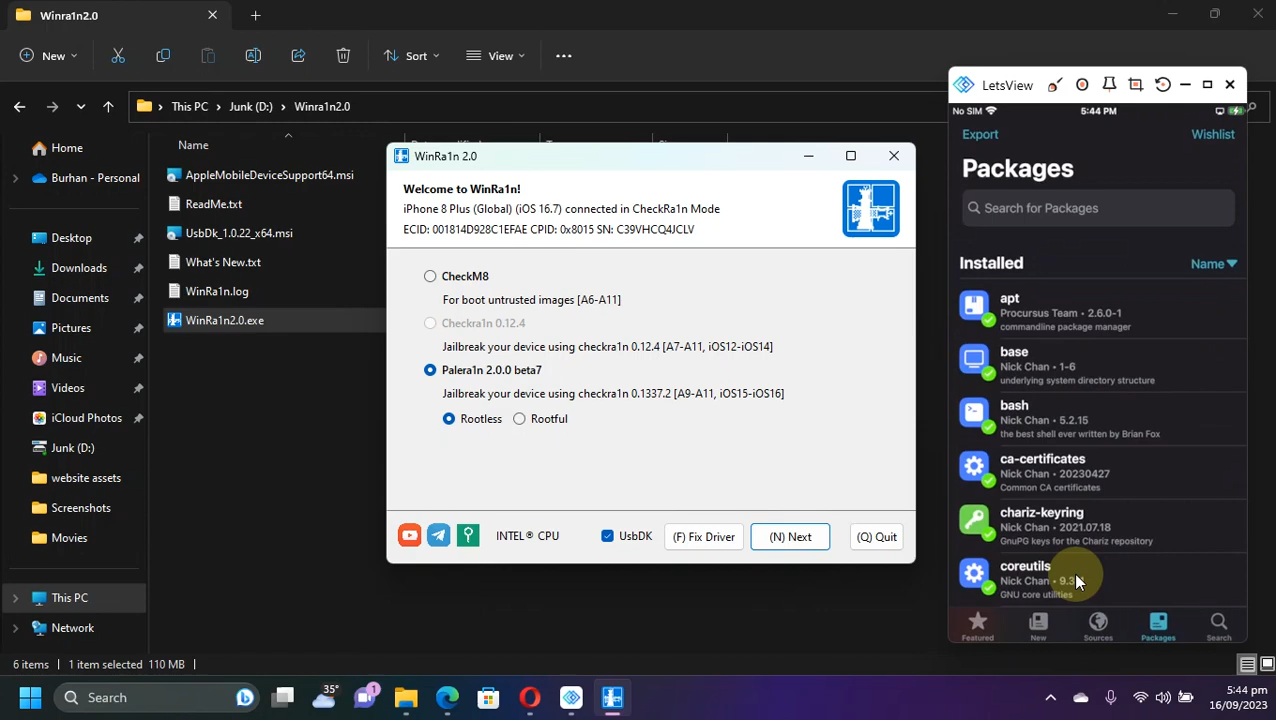 Winra1n2.0
New
Sort
View
This PC
Junk (D:)
Winra1n2.0
Home
Burhan - Personal
Desktop
Downloads
Documents
Pictures
Music
Videos
iCloud Photos
Junk (D:)
website assets
Screenshots
Movies
This PC
Network
Name
AppleMobileDeviceSupport64.msi
ReadMe.txt
UsbDk_1.0.22_x64.msi
What's New.txt
WinRa1n.log
WinRa1n2.0.exe
WinRa1n 2.0
Welcome to WinRa1n!
iPhone 8 Plus (Global) (iOS 16.7) connected in CheckRa1n Mode
ECID: 001814D928C1EFAE CPID: 0x8015 SN: C39VHCQ4JCLV
CheckM8
For boot untrusted images [A6-A11]
Checkra1n 0.12.4
Jailbreak your device using checkra1n 0.12.4 [A7-A11, iOS12-iOS14]
Palera1n 2.0.0 beta7
Jailbreak your device using checkra1n 0.1337.2 [A9-A11, iOS15-iOS16]
Rootless
Rootful
INTEL® CPU
UsbDK
(F) Fix Driver
(N) Next
(Q) Quit
LetsView
No SIM
5:44 PM
Export
Wishlist
Packages
Search for Packages
Installed
Name
apt
Procursus Team • 2.6.0-1
commandline package manager
base
Nick Chan • 1-6
underlying system directory structure
bash
Nick Chan • 5.2.15
the best shell ever written by Brian Fox
ca-certificates
Nick Chan • 20230427
Common CA certificates
chariz-keyring
Nick Chan • 2021.07.18
GnuPG keys for the Chariz repository
coreutils
Nick Chan • 9.3
GNU core utilities
Featured
New
Sources
Packages
Search
6 items
1 item selected 110 MB
Search
35°
1
5:44 pm
16/09/2023